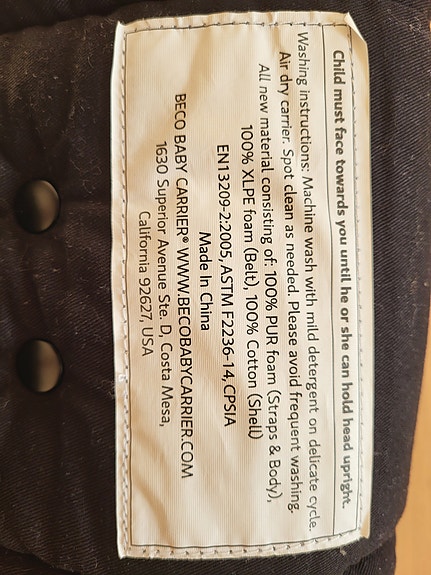 Child must face towards you until he or she can hold head upright.
Washing instructions: Machine wash with mild detergent on delicate cycle.
Air dry carrier. Spot clean as needed. Please avoid frequent washing.
All new material consisting of: 100% PUR foam (Straps & Body),
100% XLPE foam (Belt), 100% Cotton (Shell)
EN13209-2:2005, ASTM F2236-14,CPSIA
Made In China
BECO BABY CARRIER® WWW.BECOBABYCARRIER.COM
1630 Superior Avenue Ste. D, Costa Mesa,
California 92627, USA